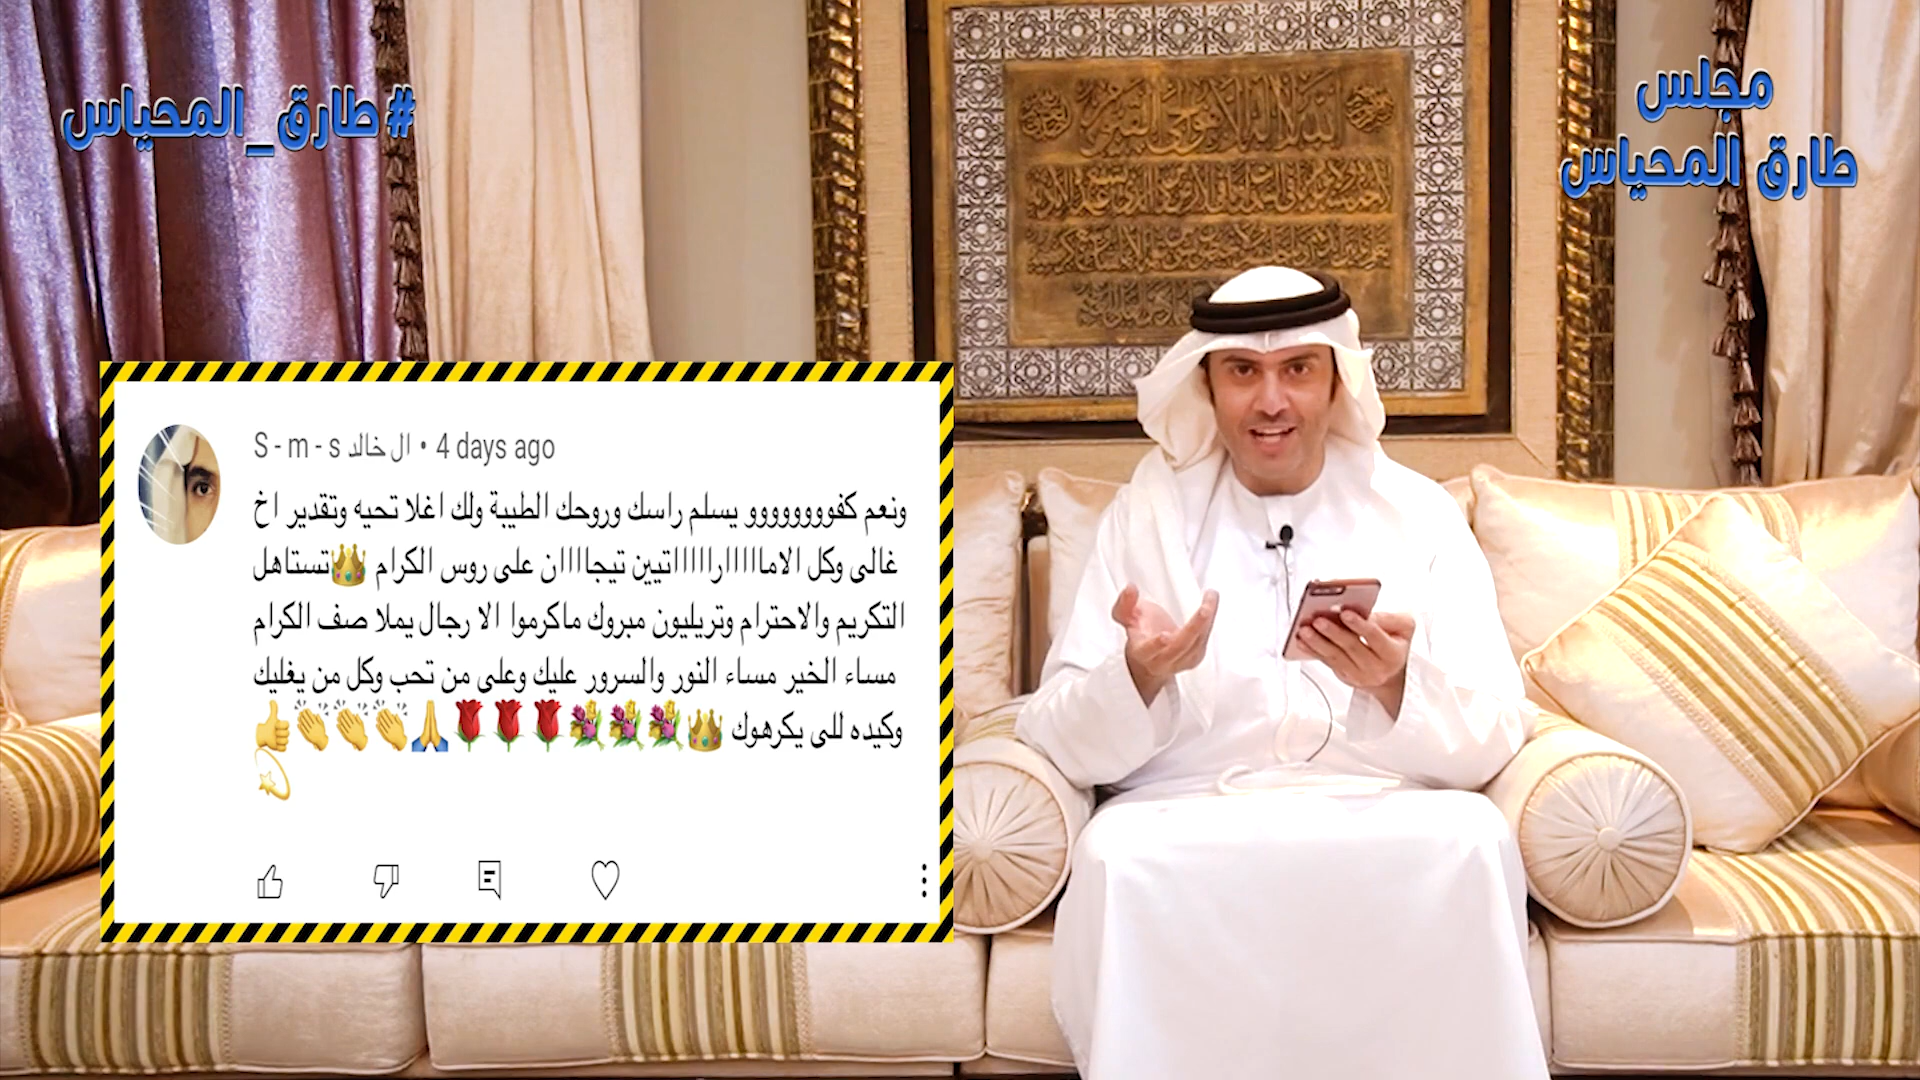 #طارق_المحياس
مجلس
طارق المحياس
S - m - s ال خالد • 4 days ago
ونعم كفووووووووو يسلم راسك وروحك الطيبة ولك اغلا تحيه وتقدير اخ
غالى وكل الاماااااراااااتيين تيجاااان على روس الكرام 👑تستاهل
التكريم والاحترام وتريليون مبروك ماكرموا الا رجال يملا صف الكرام
مساء الخير مساء النور والسرور عليك وعلى من تحب وكل من يغليك
وكيده للى يكرهوك 👑💐💐💐🌹🌹🌹🙏👏👏👏👍
💫